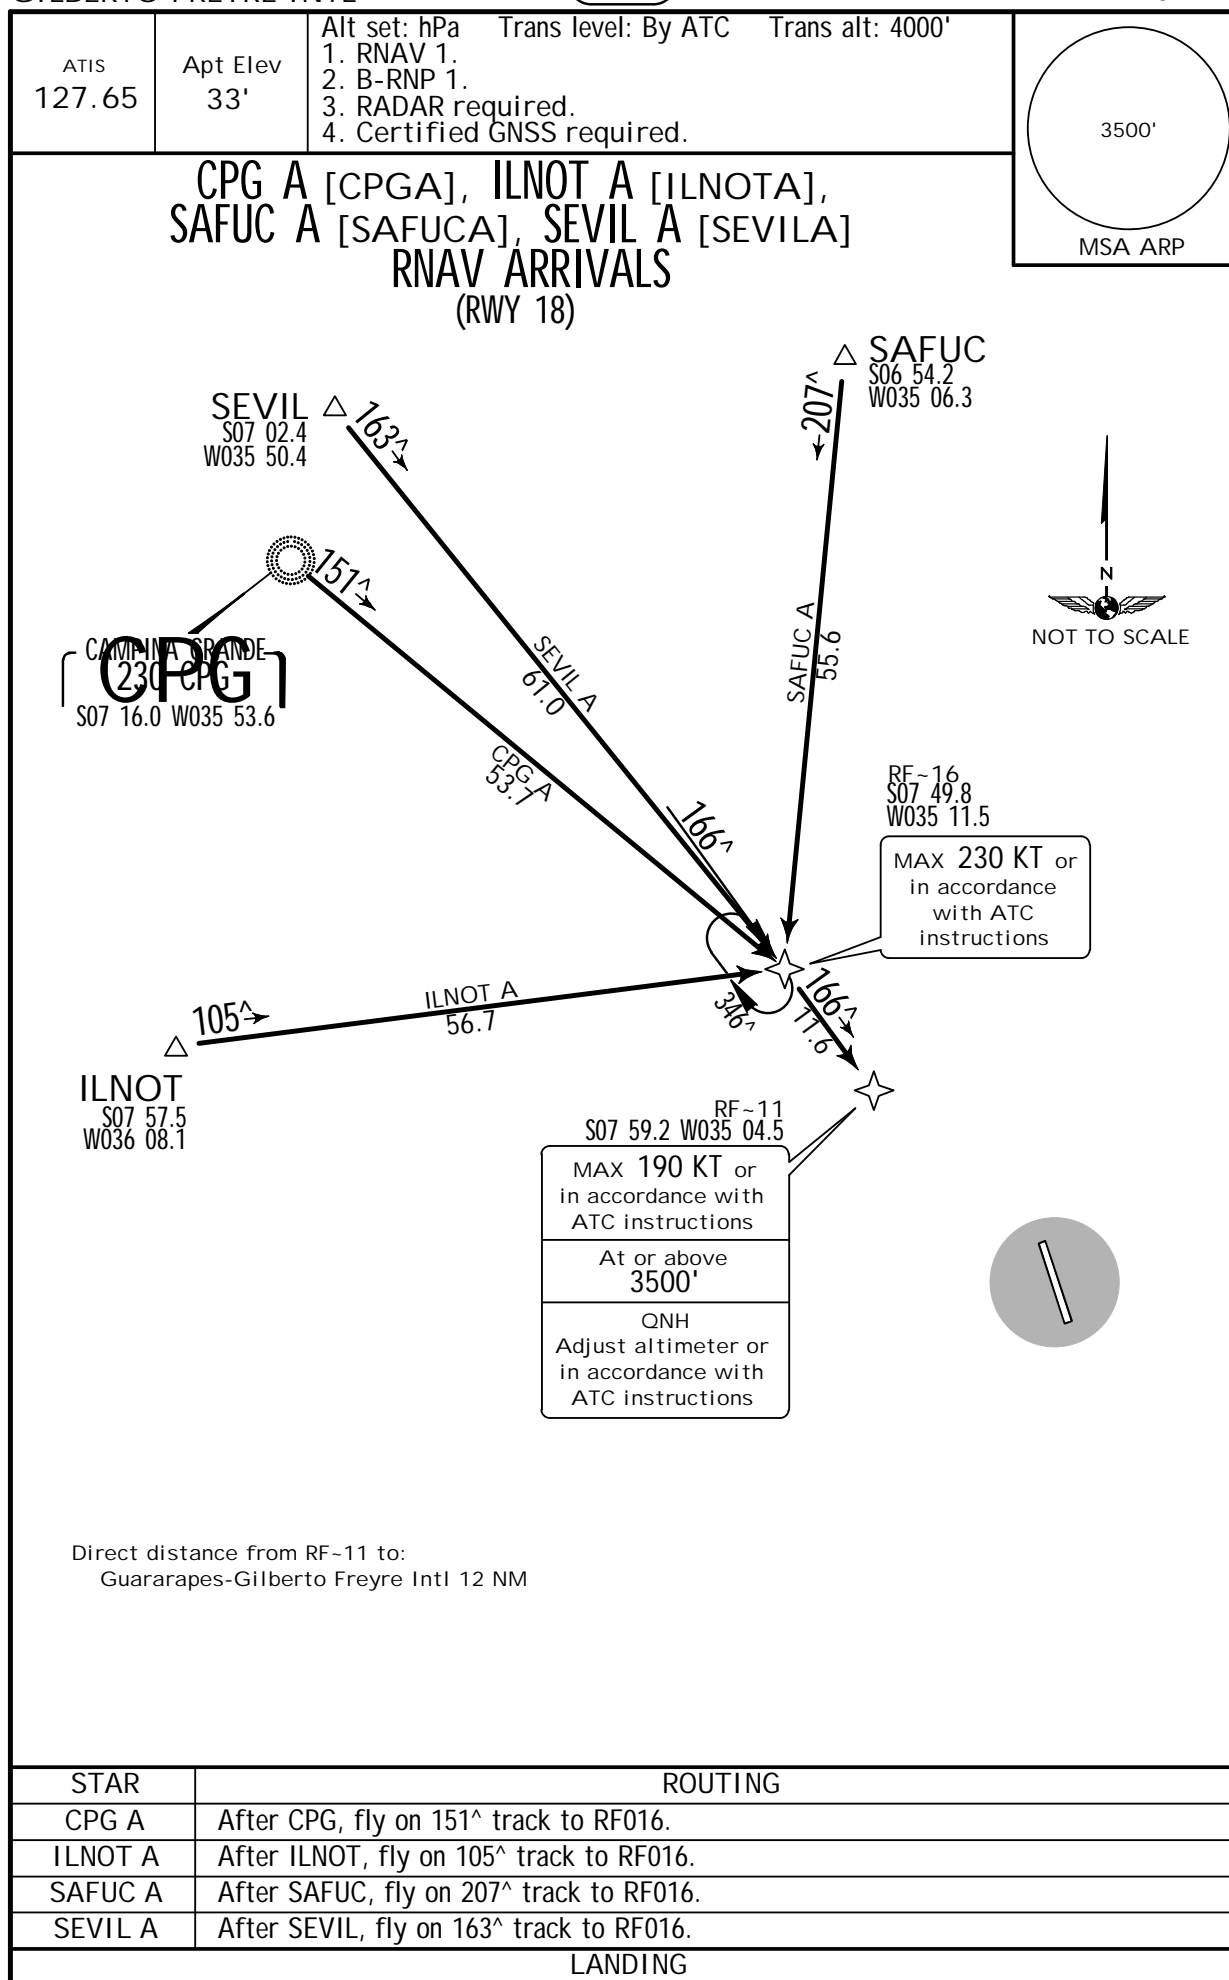 ATIS
127.65
Apt Elev
33'
Alt set: hPa Trans level: By ATC Trans alt: 4000'
1. RNAV 1.
2. B-RNP 1.
3. RADAR required.
4. Certified GNSS required.
3500'
MSA ARP
CPG A [CPGA], ILNOT A [ILNOTA],
SAFUC A [SAFUCA], SEVIL A [SEVILA]
RNAV ARRIVALS
(RWY 18)
SAFUC
S06 54.2
W035 06.3
207^
SEVIL
S07 02.4
W035 50.4
163^
151^
CAMPINA GRANDE
230 CPG
CPG
S07 16.0 W035 53.6
N
NOT TO SCALE
SEVIL A
61.0
SAFUC A
55.6
CPG A
53.7
166^
RF~16
S07 49.8
W035 11.5
MAX 230 KT or
in accordance
with ATC
instructions
105^
ILNOT A
56.7
346^
166^
11.6
ILNOT
S07 57.5
W036 08.1
RF~11
S07 59.2 W035 04.5
MAX 190 KT or
in accordance with
ATC instructions
At or above
3500'
QNH
Adjust altimeter or
in accordance with
ATC instructions
Direct distance from RF~11 to:
Guararapes-Gilberto Freyre Intl 12 NM
STAR ROUTING
CPG A After CPG, fly on 151^ track to RF016.
ILNOT A After ILNOT, fly on 105^ track to RF016.
SAFUC A After SAFUC, fly on 207^ track to RF016.
SEVIL A After SEVIL, fly on 163^ track to RF016.
LANDING